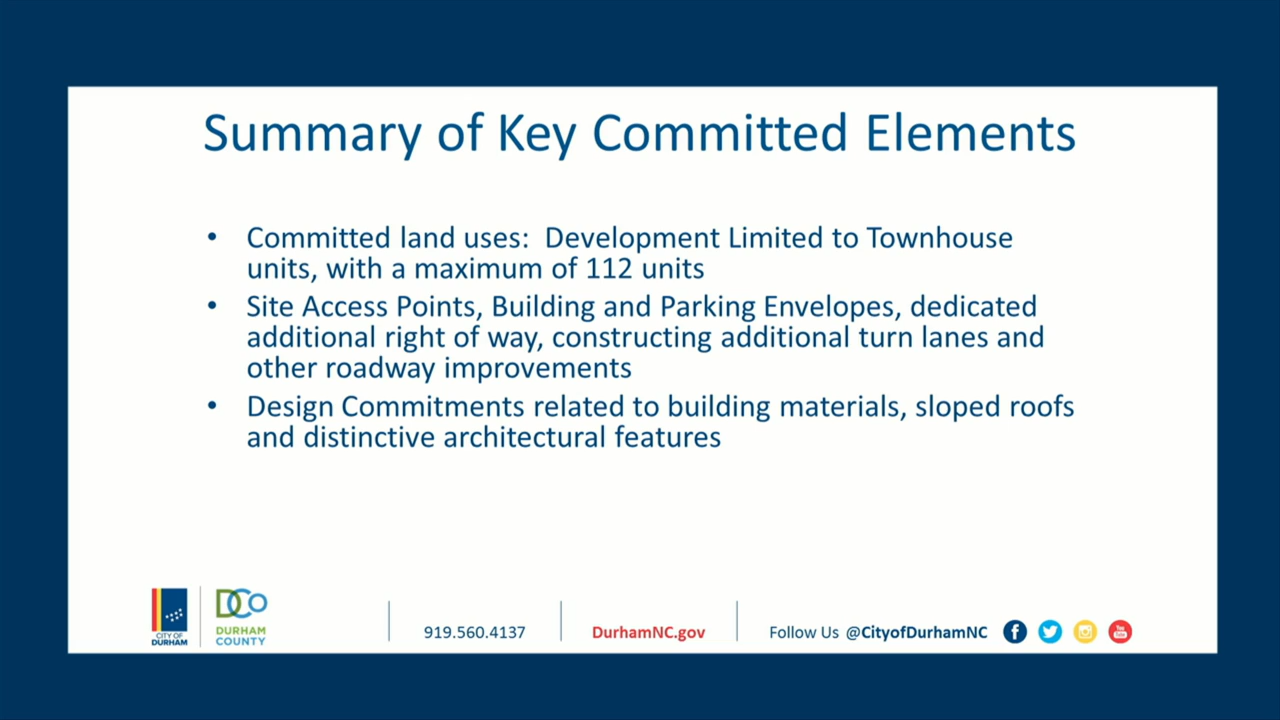 Summary of Key Committed Elements
• Committed land uses:  Development Limited to Townhouse
units, with a maximum of 112 units
• Site Access Points, Building and Parking Envelopes, dedicated
additional right of way, constructing additional turn lanes and
other roadway improvements
• Design Commitments related to building materials, sloped roofs
and distinctive architectural features
CITY OF
DURHAM
DCo
DURHAM
COUNTY
919.560.4137
DurhamNC.gov
Follow Us @CityofDurhamNC